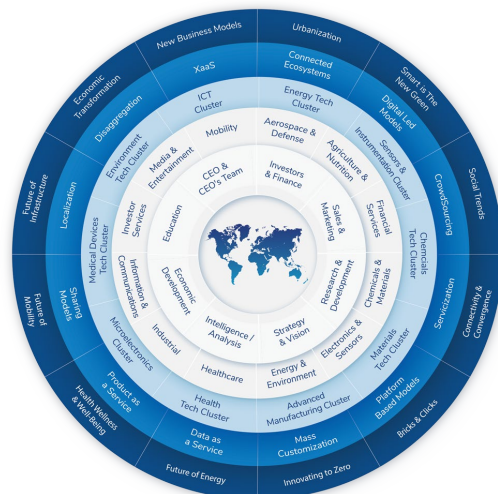 Urbanization
Smart is The
New Green
Social Trends
Connectivity &
Convergence
Bricks & Clicks
Innovating to Zero
Future of Energy
Health Wellness
& Well-Being
Future of
Mobility
Future of
Infrastructure
Economic
Transformation
New Business Models
Connected
Ecosystems
Digital Led
Models
CrowdSourcing
Servicization
Platform
Based Models
Mass
Customization
Data as
a Service
Product as
a Service
Sharing
Models
Localization
Disaggregation
XaaS
Energy Tech
Cluster
Sensors &
Instrumentation Cluster
Chemicals
Tech Cluster
Materials
Tech Cluster
Advanced
Manufacturing Cluster
Health
Tech Cluster
Microelectronics
Cluster
Medical Devices
Tech Cluster
Environment
Tech Cluster
ICT
Cluster
Aerospace &
Defense
Agriculture &
Nutrition
Financial
Services
Chemicals &
Materials
Electronics &
Sensors
Energy &
Environment
Healthcare
Industrial
Information &
Communications
Investor
Services
Media &
Entertainment
Mobility
Investors
& Finance
Sales &
Marketing
Research &
Development
Strategy
& Vision
Intelligence /
Analysis
Economic
Development
Education
CEO &
CEO's Team